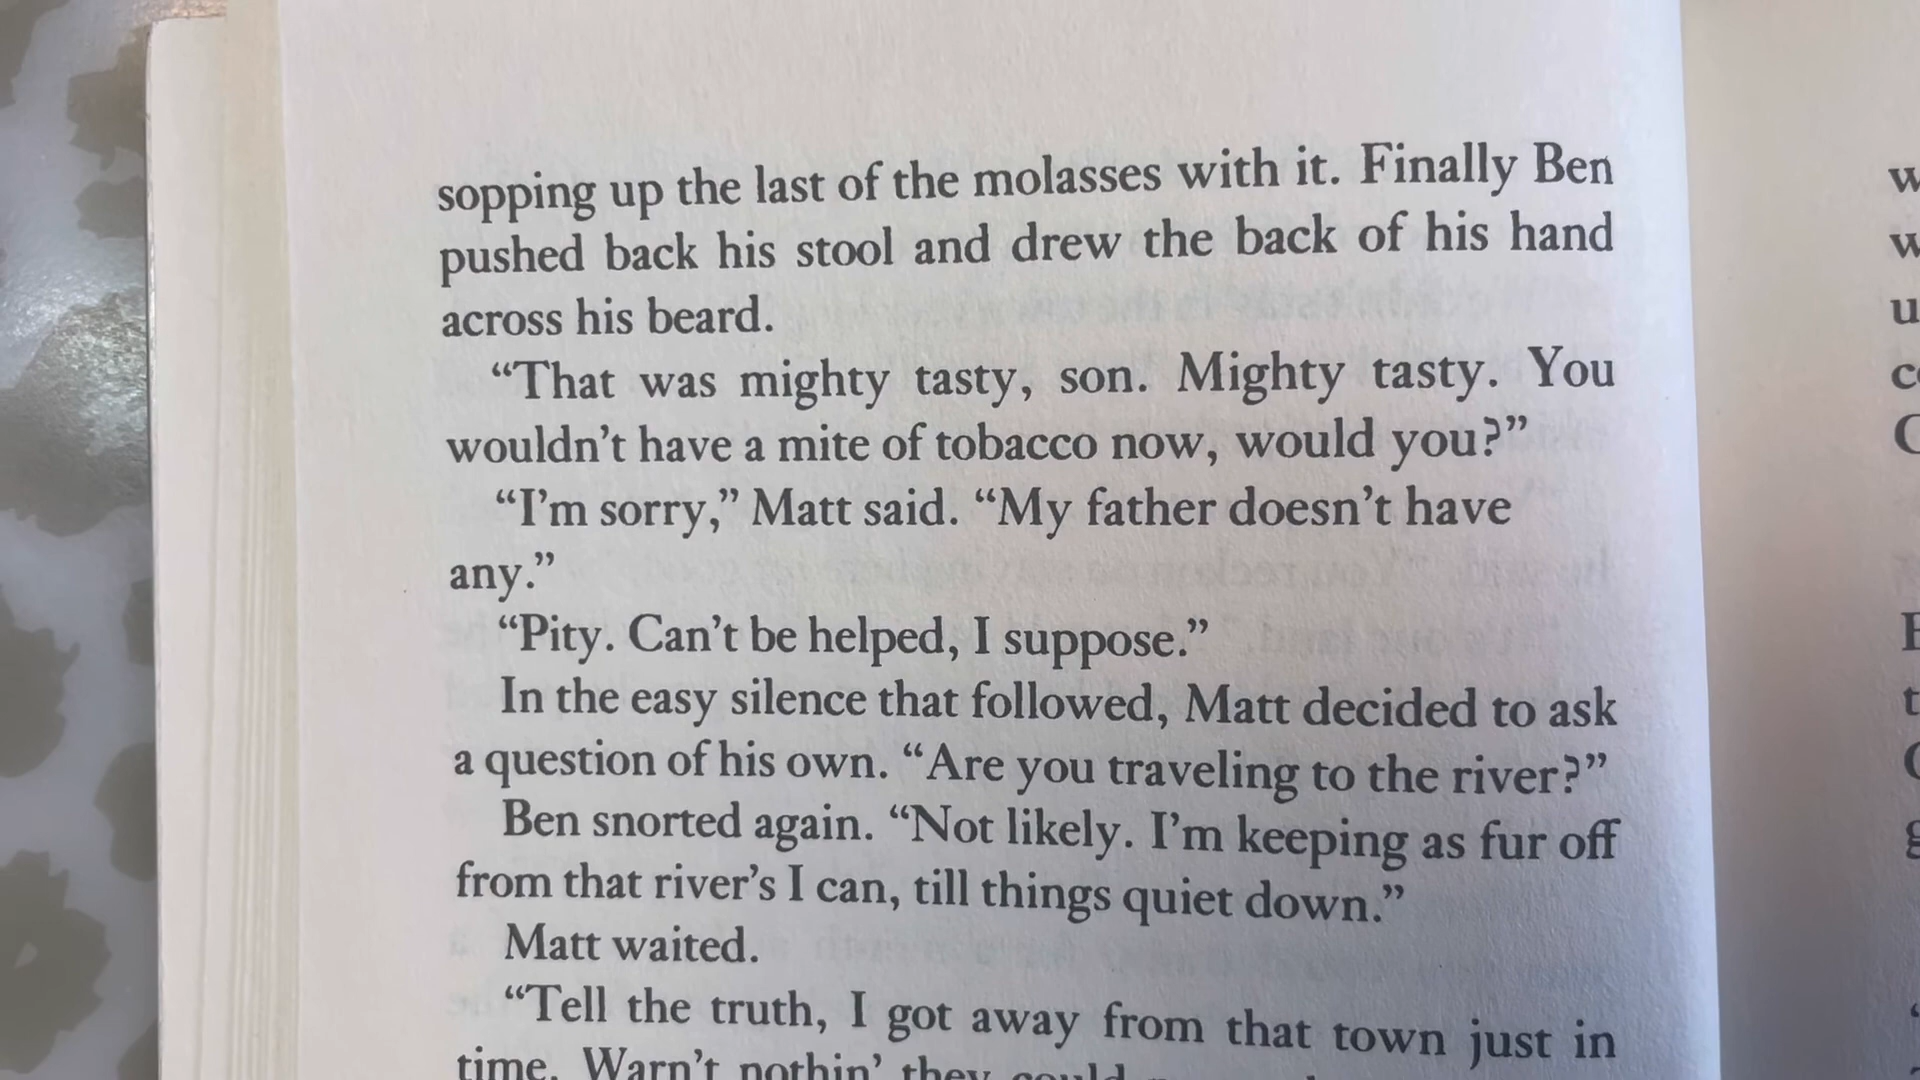 sopping up the last of the molasses with it. Finally Ben
pushed back his stool and drew the back of his hand
across his beard.
“That was mighty tasty, son. Mighty tasty. You
wouldn’t have a mite of tobacco now, would you?”
“I’m sorry,” Matt said. “My father doesn’t have
any.”
“Pity. Can’t be helped, I suppose.”
In the easy silence that followed, Matt decided to ask
a question of his own. “Are you traveling to the river?”
Ben snorted again. “Not likely. I’m keeping as fur off
from that river’s I can, till things quiet down.”
Matt waited.
“Tell the truth, I got away from that town just in
time. Warn’t nothin’ they could